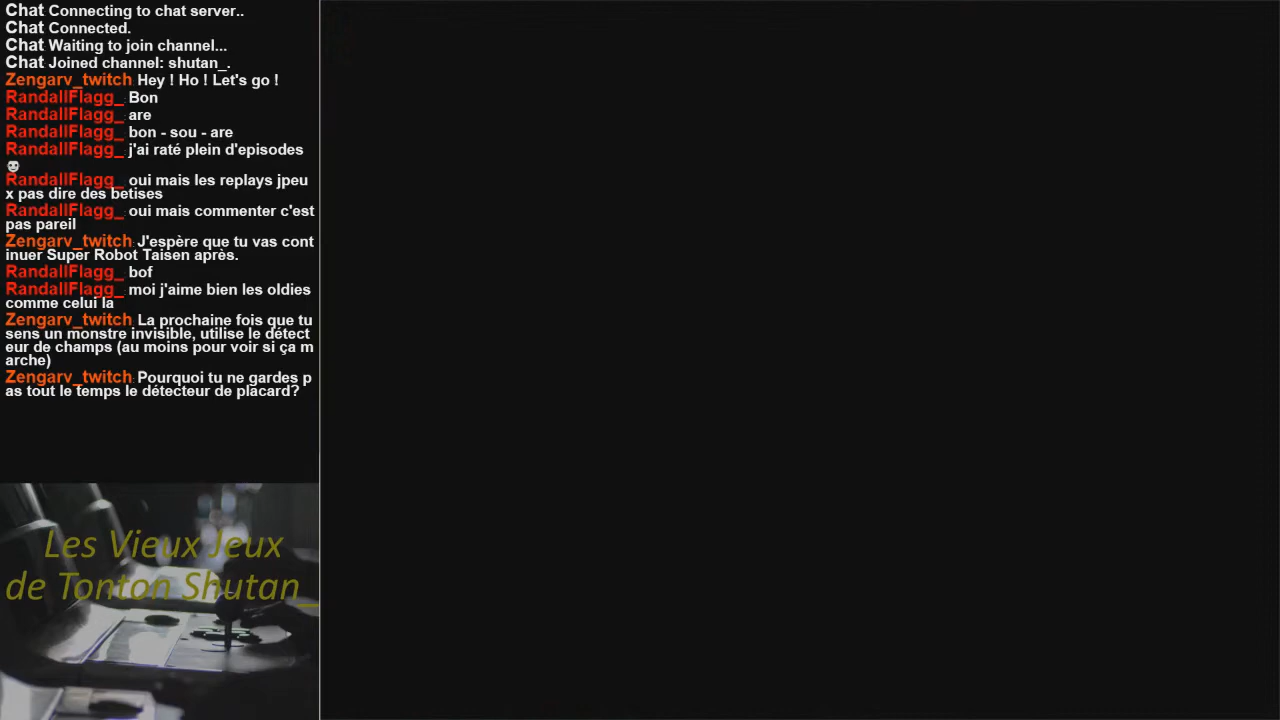 Chat Connecting to chat server..
Chat Connected.
Chat Waiting to join channel...
Chat Joined channel: shutan_.
Zengarv_twitch: Hey ! Ho ! Let's go !
RandallFlagg_: Bon
RandallFlagg_: are
RandallFlagg_: bon - sou - are
RandallFlagg_: j'ai raté plein d'episodes
RandallFlagg_: oui mais les replays jpeu
x pas dire des betises
RandallFlagg_: oui mais commenter c'est
pas pareil
Zengarv_twitch: J'espère que tu vas cont
inuer Super Robot Taisen après.
RandallFlagg_: bof
RandallFlagg_: moi j'aime bien les oldies
comme celui la
Zengarv_twitch: La prochaine fois que tu
sens un monstre invisible, utilise le détect
eur de champs (au moins pour voir si ça m
arche)
Zengarv_twitch: Pourquoi tu ne gardes p
as tout le temps le détecteur de placard?
Les Vieux Jeux
de Tonton Shutan_